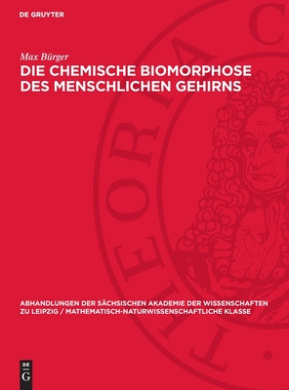 DE GRUYTER
Max Bürger
DIE CHEMISCHE BIOMORPHOSE
DES MENSCHLICHEN GEHIRNS
ABHANDLUNGEN DER SÄCHSISCHEN AKADEMIE DER WISSENSCHAFTEN
ZU LEIPZIG / MATHEMATISCH-NATURWISSENSCHAFTLICHE KLASSE
DE
G